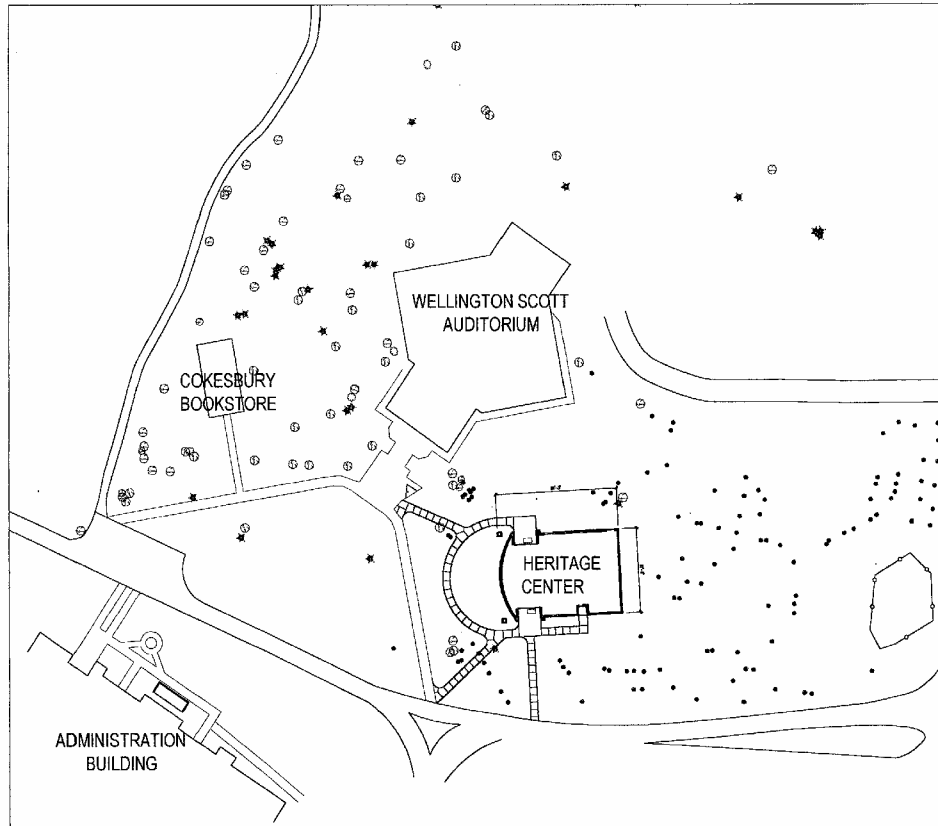 WELLINGTON SCOTT
AUDITORIUM
COKESBURY
BOOKSTORE
HERITAGE
CENTER
ADMINISTRATION
BUILDING